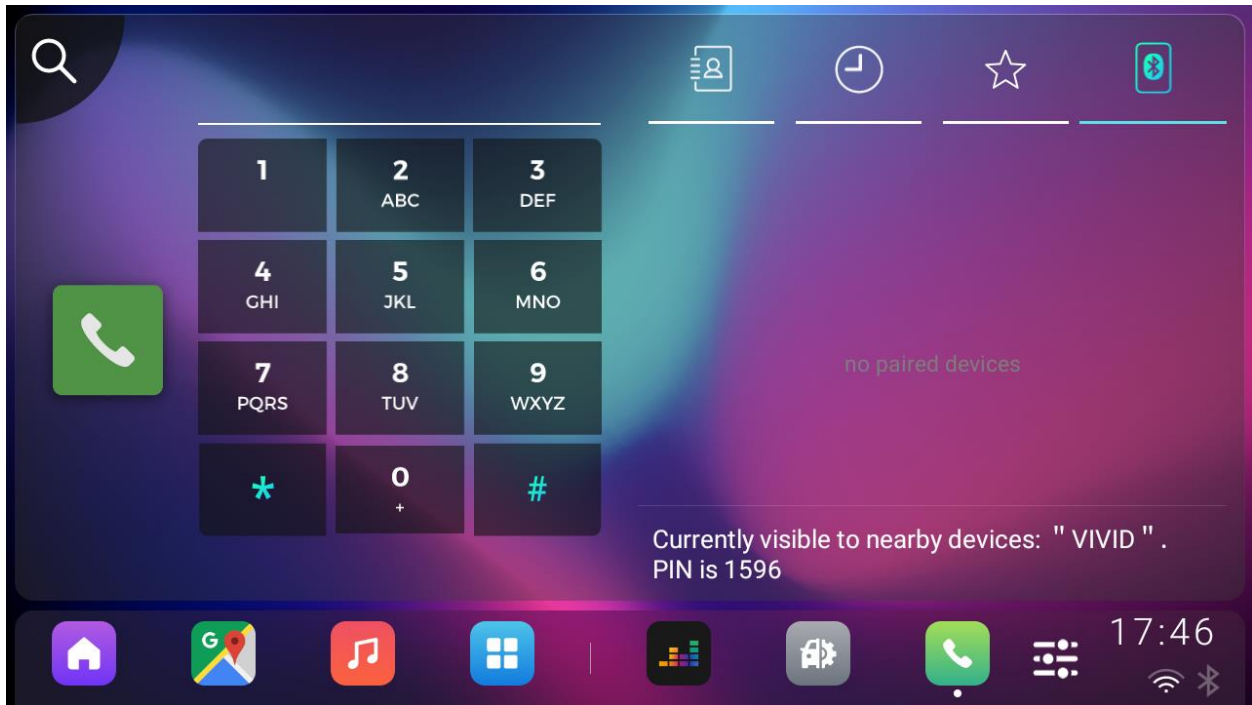 1
2
3
ABC
DEF
4
5
6
GHI
JKL
MNO
7
8
9
PQRS
TUV
WXYZ
*
0
#
+
no paired devices
Currently visible to nearby devices: " VIVID " .
PIN is 1596
G
17:46